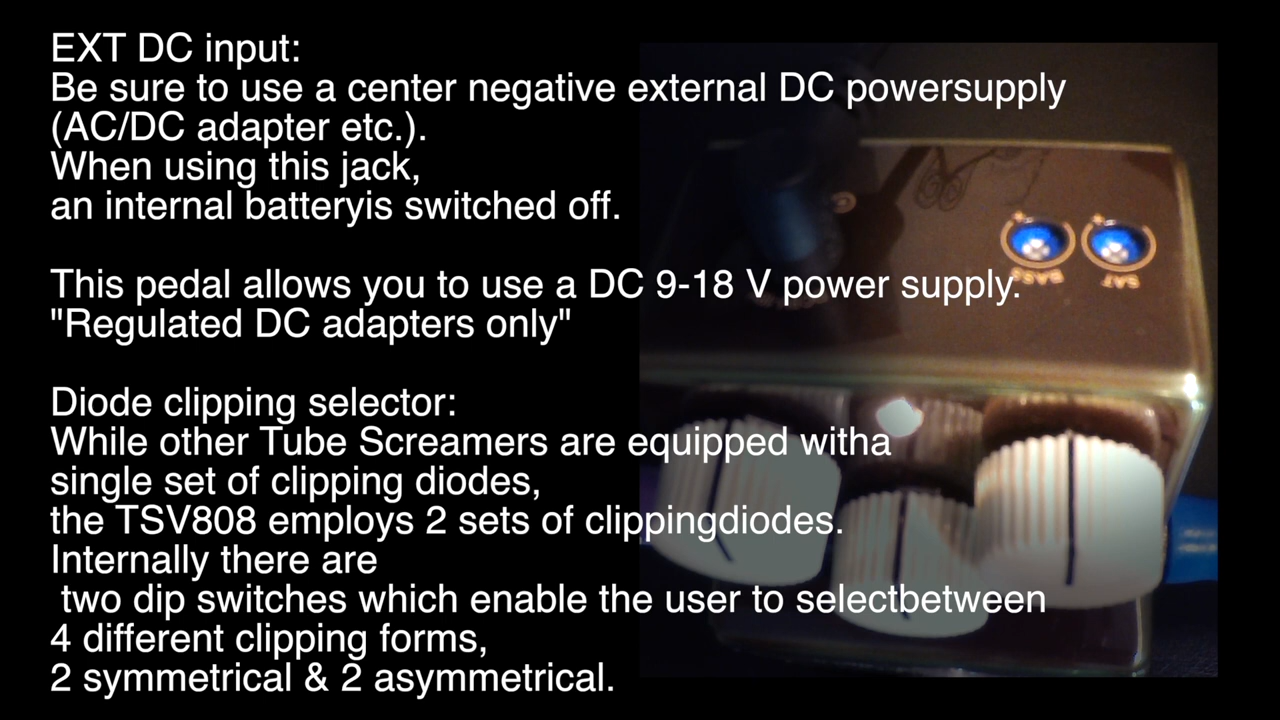 EXT DC input:
Be sure to use a center negative external DC powersupply
(AC/DC adapter etc.).
When using this jack,
an internal batteryis switched off.
This pedal allows you to use a DC 9-18 V power supply.
"Regulated DC adapters only"
Diode clipping selector:
While other Tube Screamers are equipped witha
single set of clipping diodes,
the TSV808 employs 2 sets of clippingdiodes.
Internally there are
two dip switches which enable the user to selectbetween
4 different clipping forms,
2 symmetrical & 2 asymmetrical.
BASS
SAT